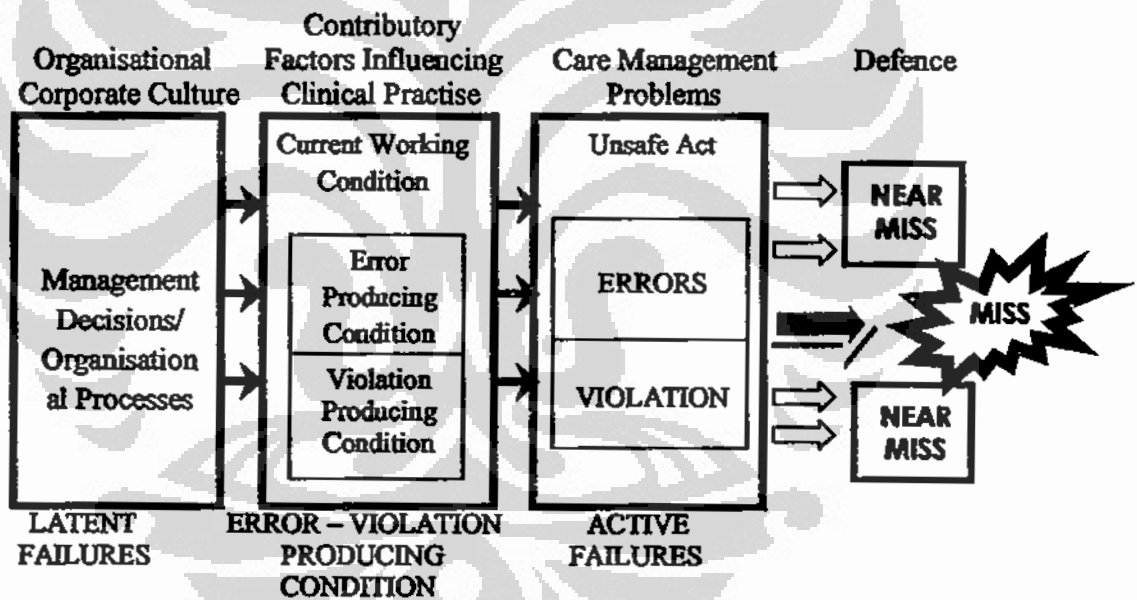 Organisational
Corporate Culture
Contributory
Factors Influencing
Clinical Practise
Care Management
Problems
Defence
Management
Decisions/
Organisation
al Processes
Current Working
Condition
Error
Producing
Condition
Violation
Producing
Condition
Unsafe Act
ERRORS
VIOLATION
NEAR
MISS
MISS
NEAR
MISS
LATENT
FAILURES
ERROR – VIOLATION
PRODUCING
CONDITION
ACTIVE
FAILURES